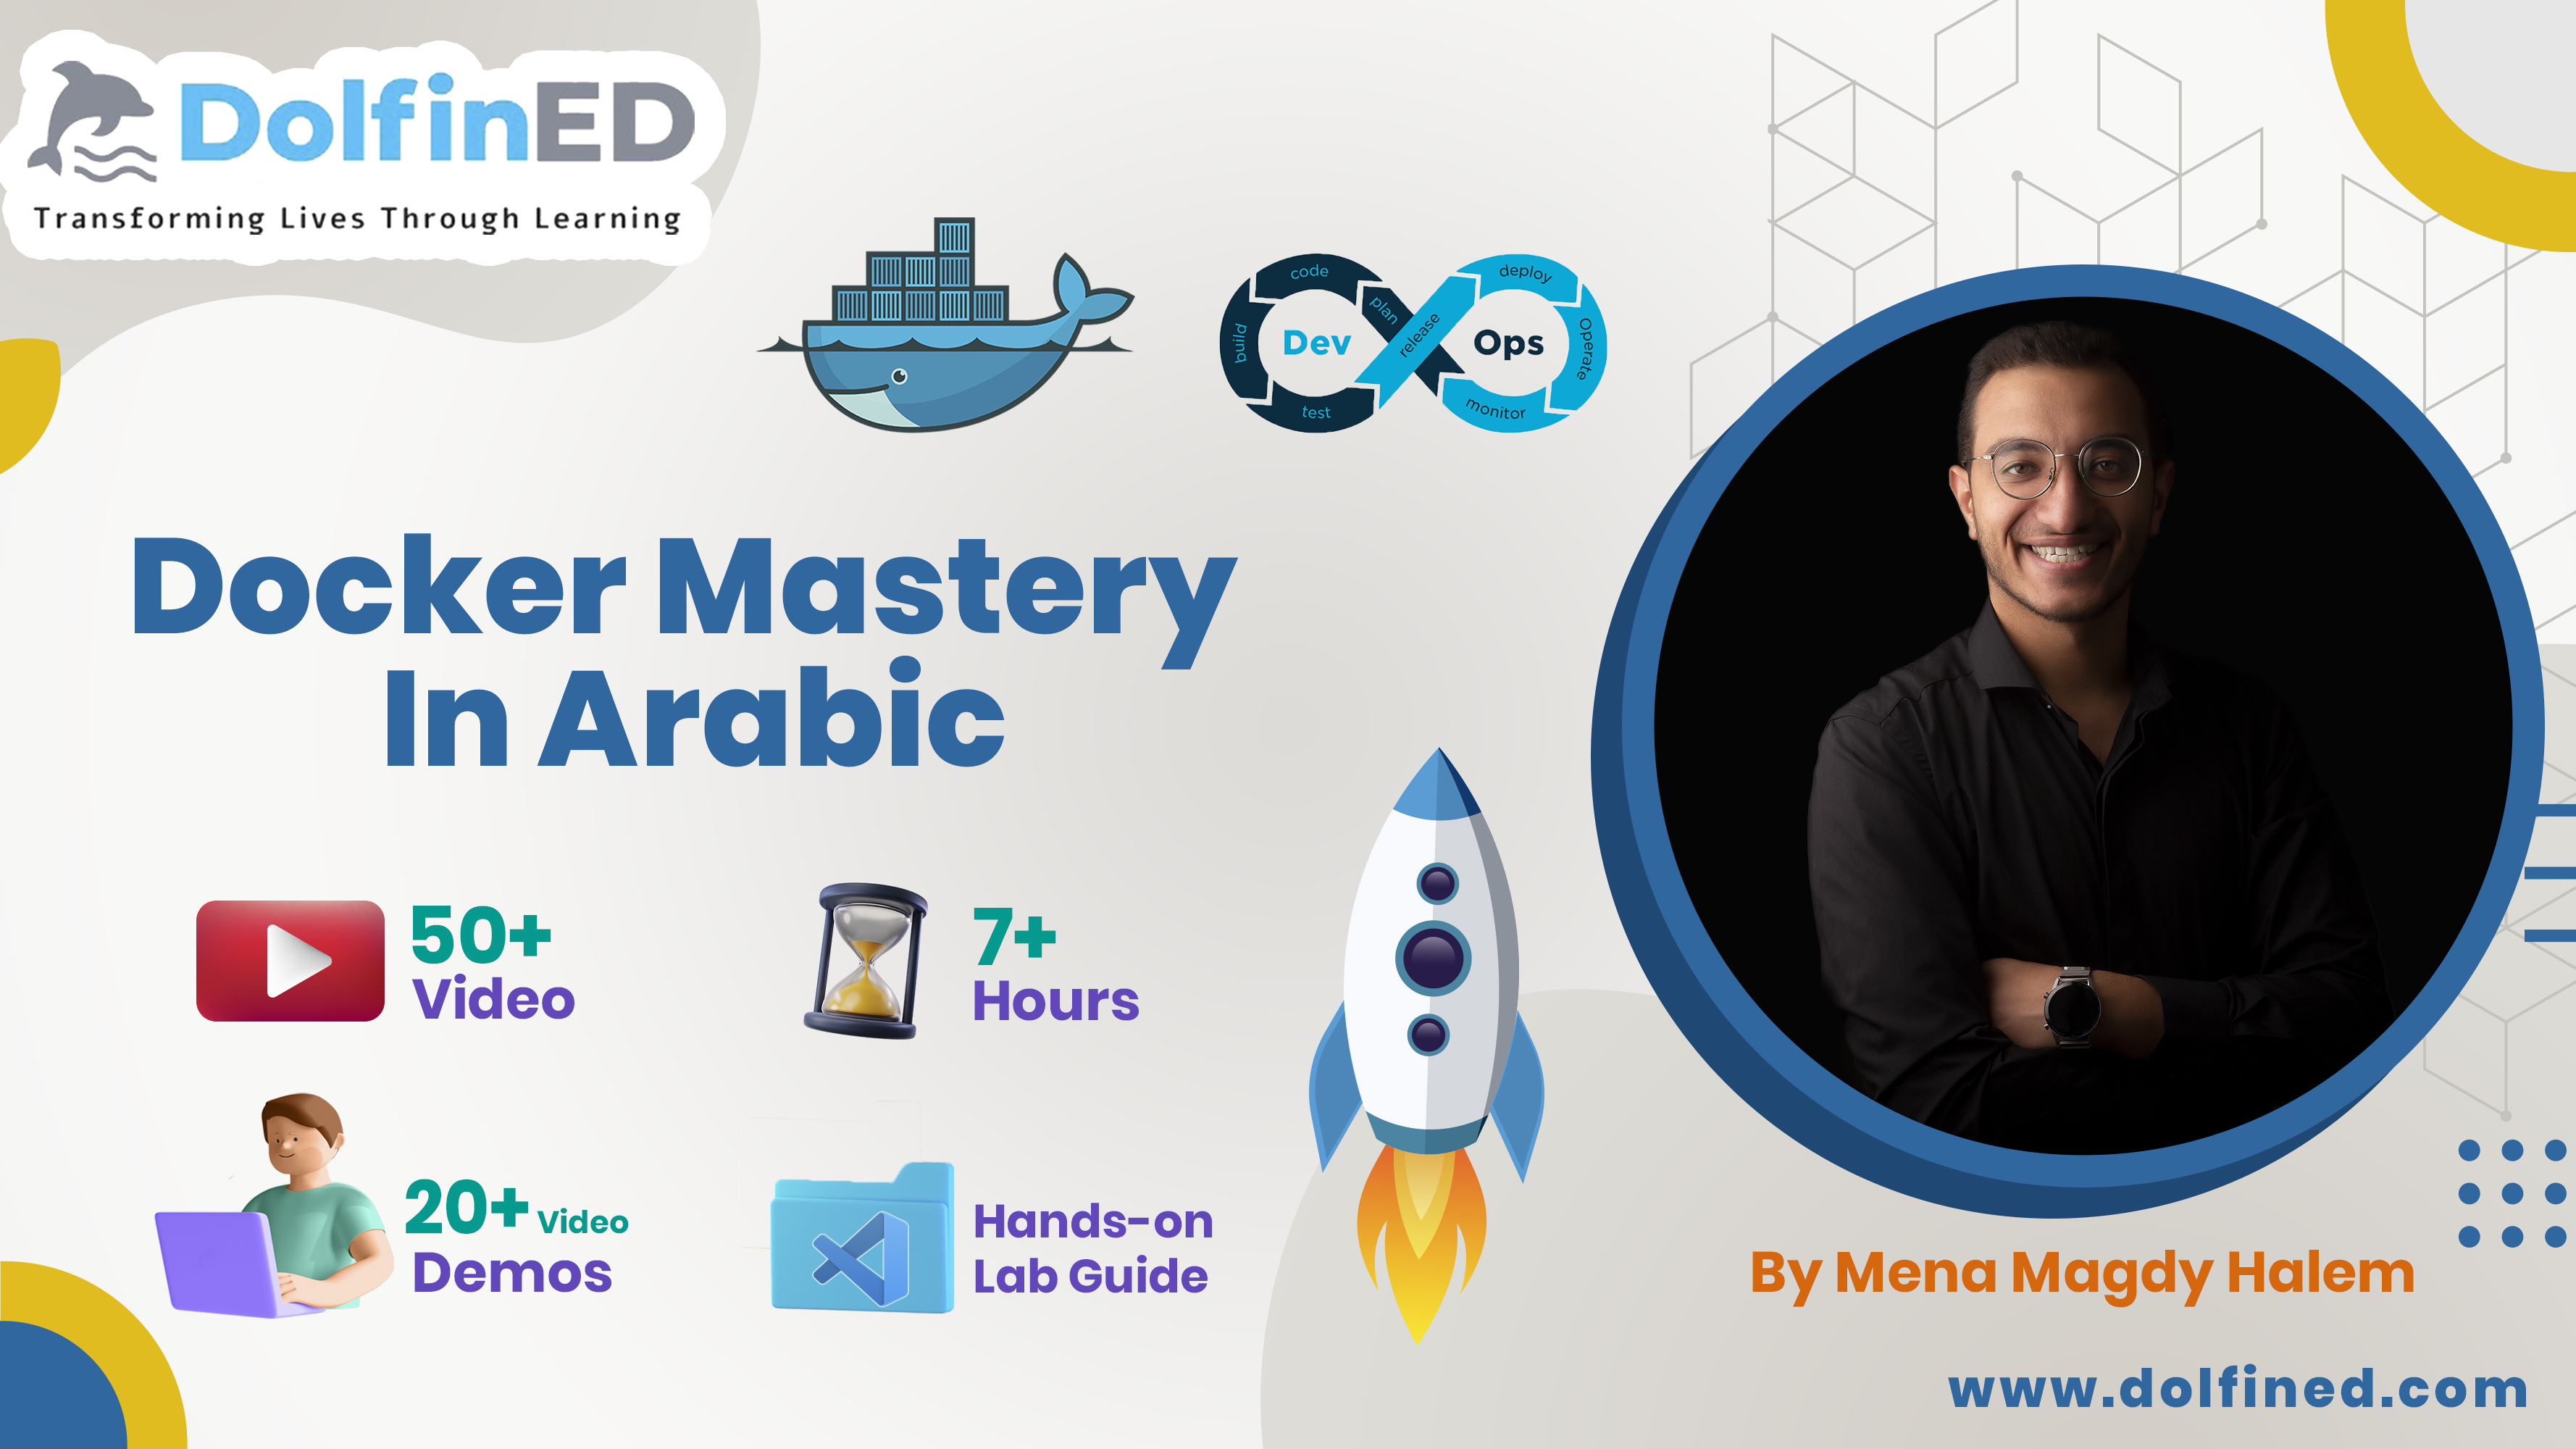 DolfinED
Transforming Lives Through Learning
code
plan
build
Dev
test
release
deploy
Ops
Operate
monitor
Docker Mastery
In Arabic
50+
Video
7+
Hours
20+ Video
Demos
Hands-on
Lab Guide
By Mena Magdy Halem
www.dolfined.com